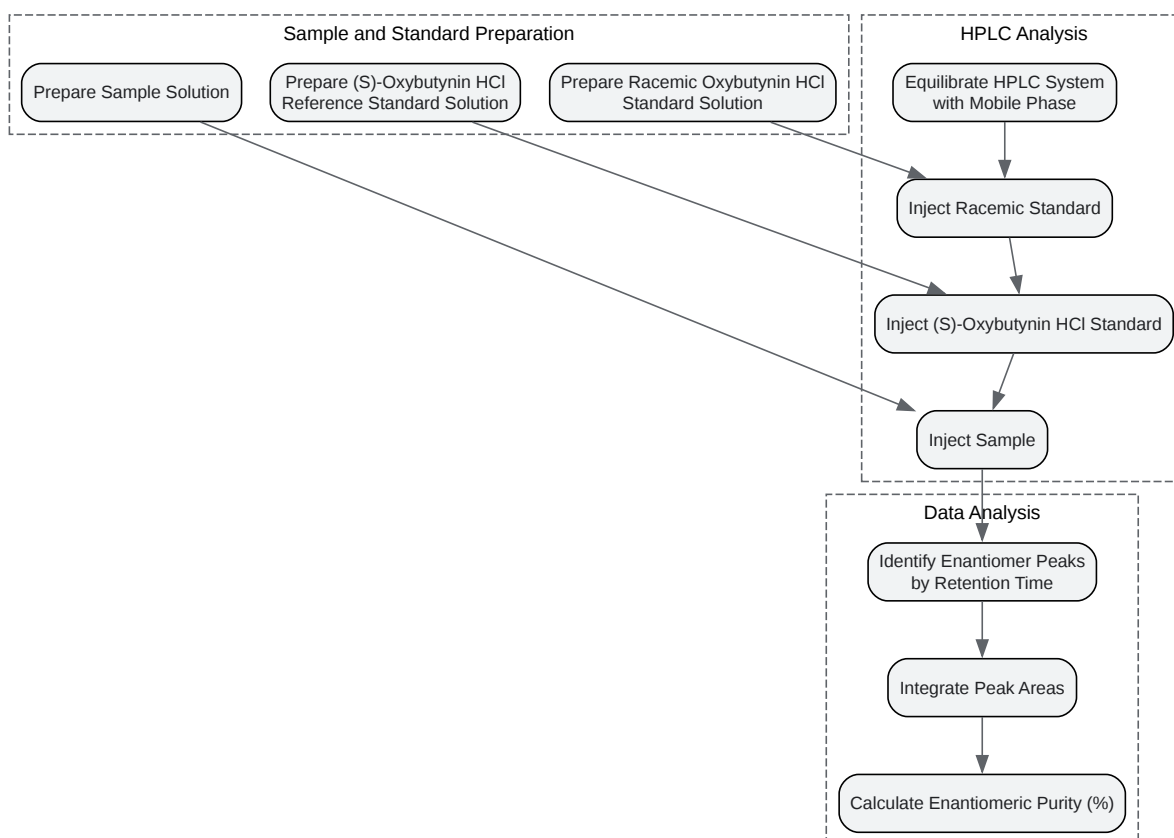 Sample and Standard Preparation
Prepare Sample Solution
Prepare (S)-Oxybutynin HCl
Reference Standard Solution
Prepare Racemic Oxybutynin HCl
Standard Solution
HPLC Analysis
Equilibrate HPLC System
with Mobile Phase
Inject Racemic Standard
Inject (S)-Oxybutynin HCl Standard
Inject Sample
Data Analysis
Identify Enantiomer Peaks
by Retention Time
Integrate Peak Areas
Calculate Enantiomeric Purity (%)